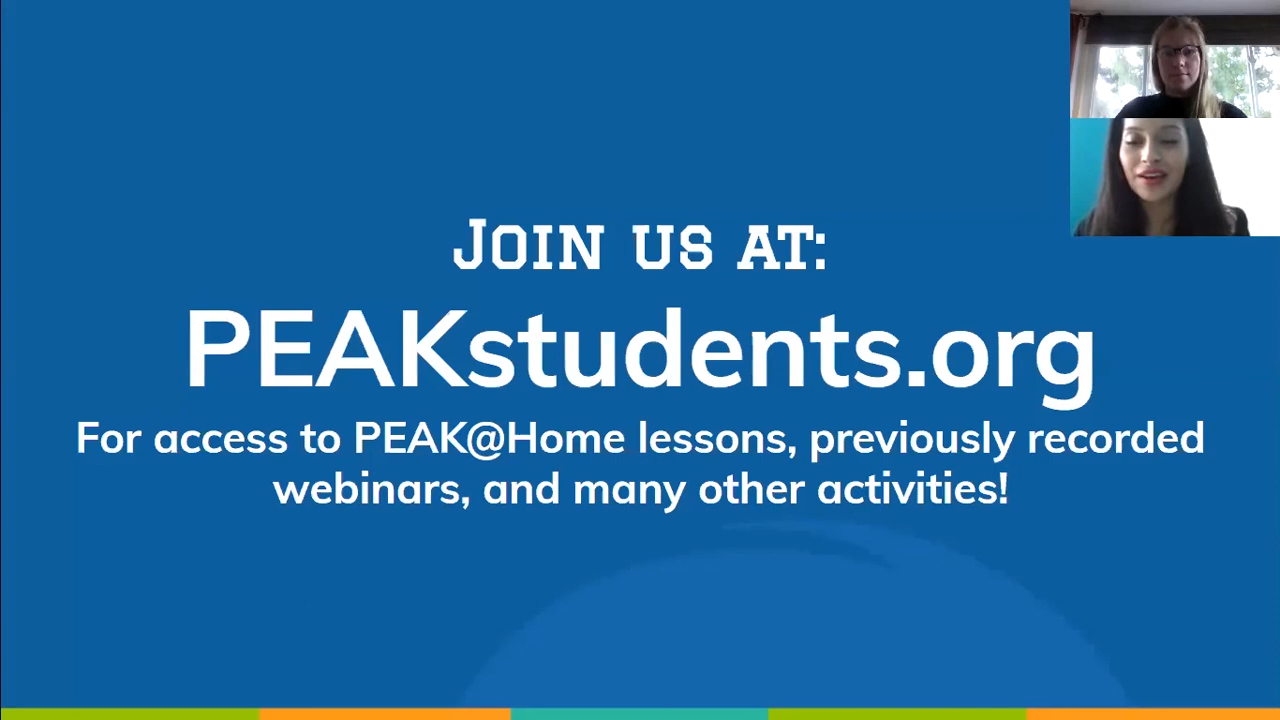 JOIN US AT:
PEAKstudents.org
For access to PEAK@Home lessons, previously recorded
webinars, and many other activities!